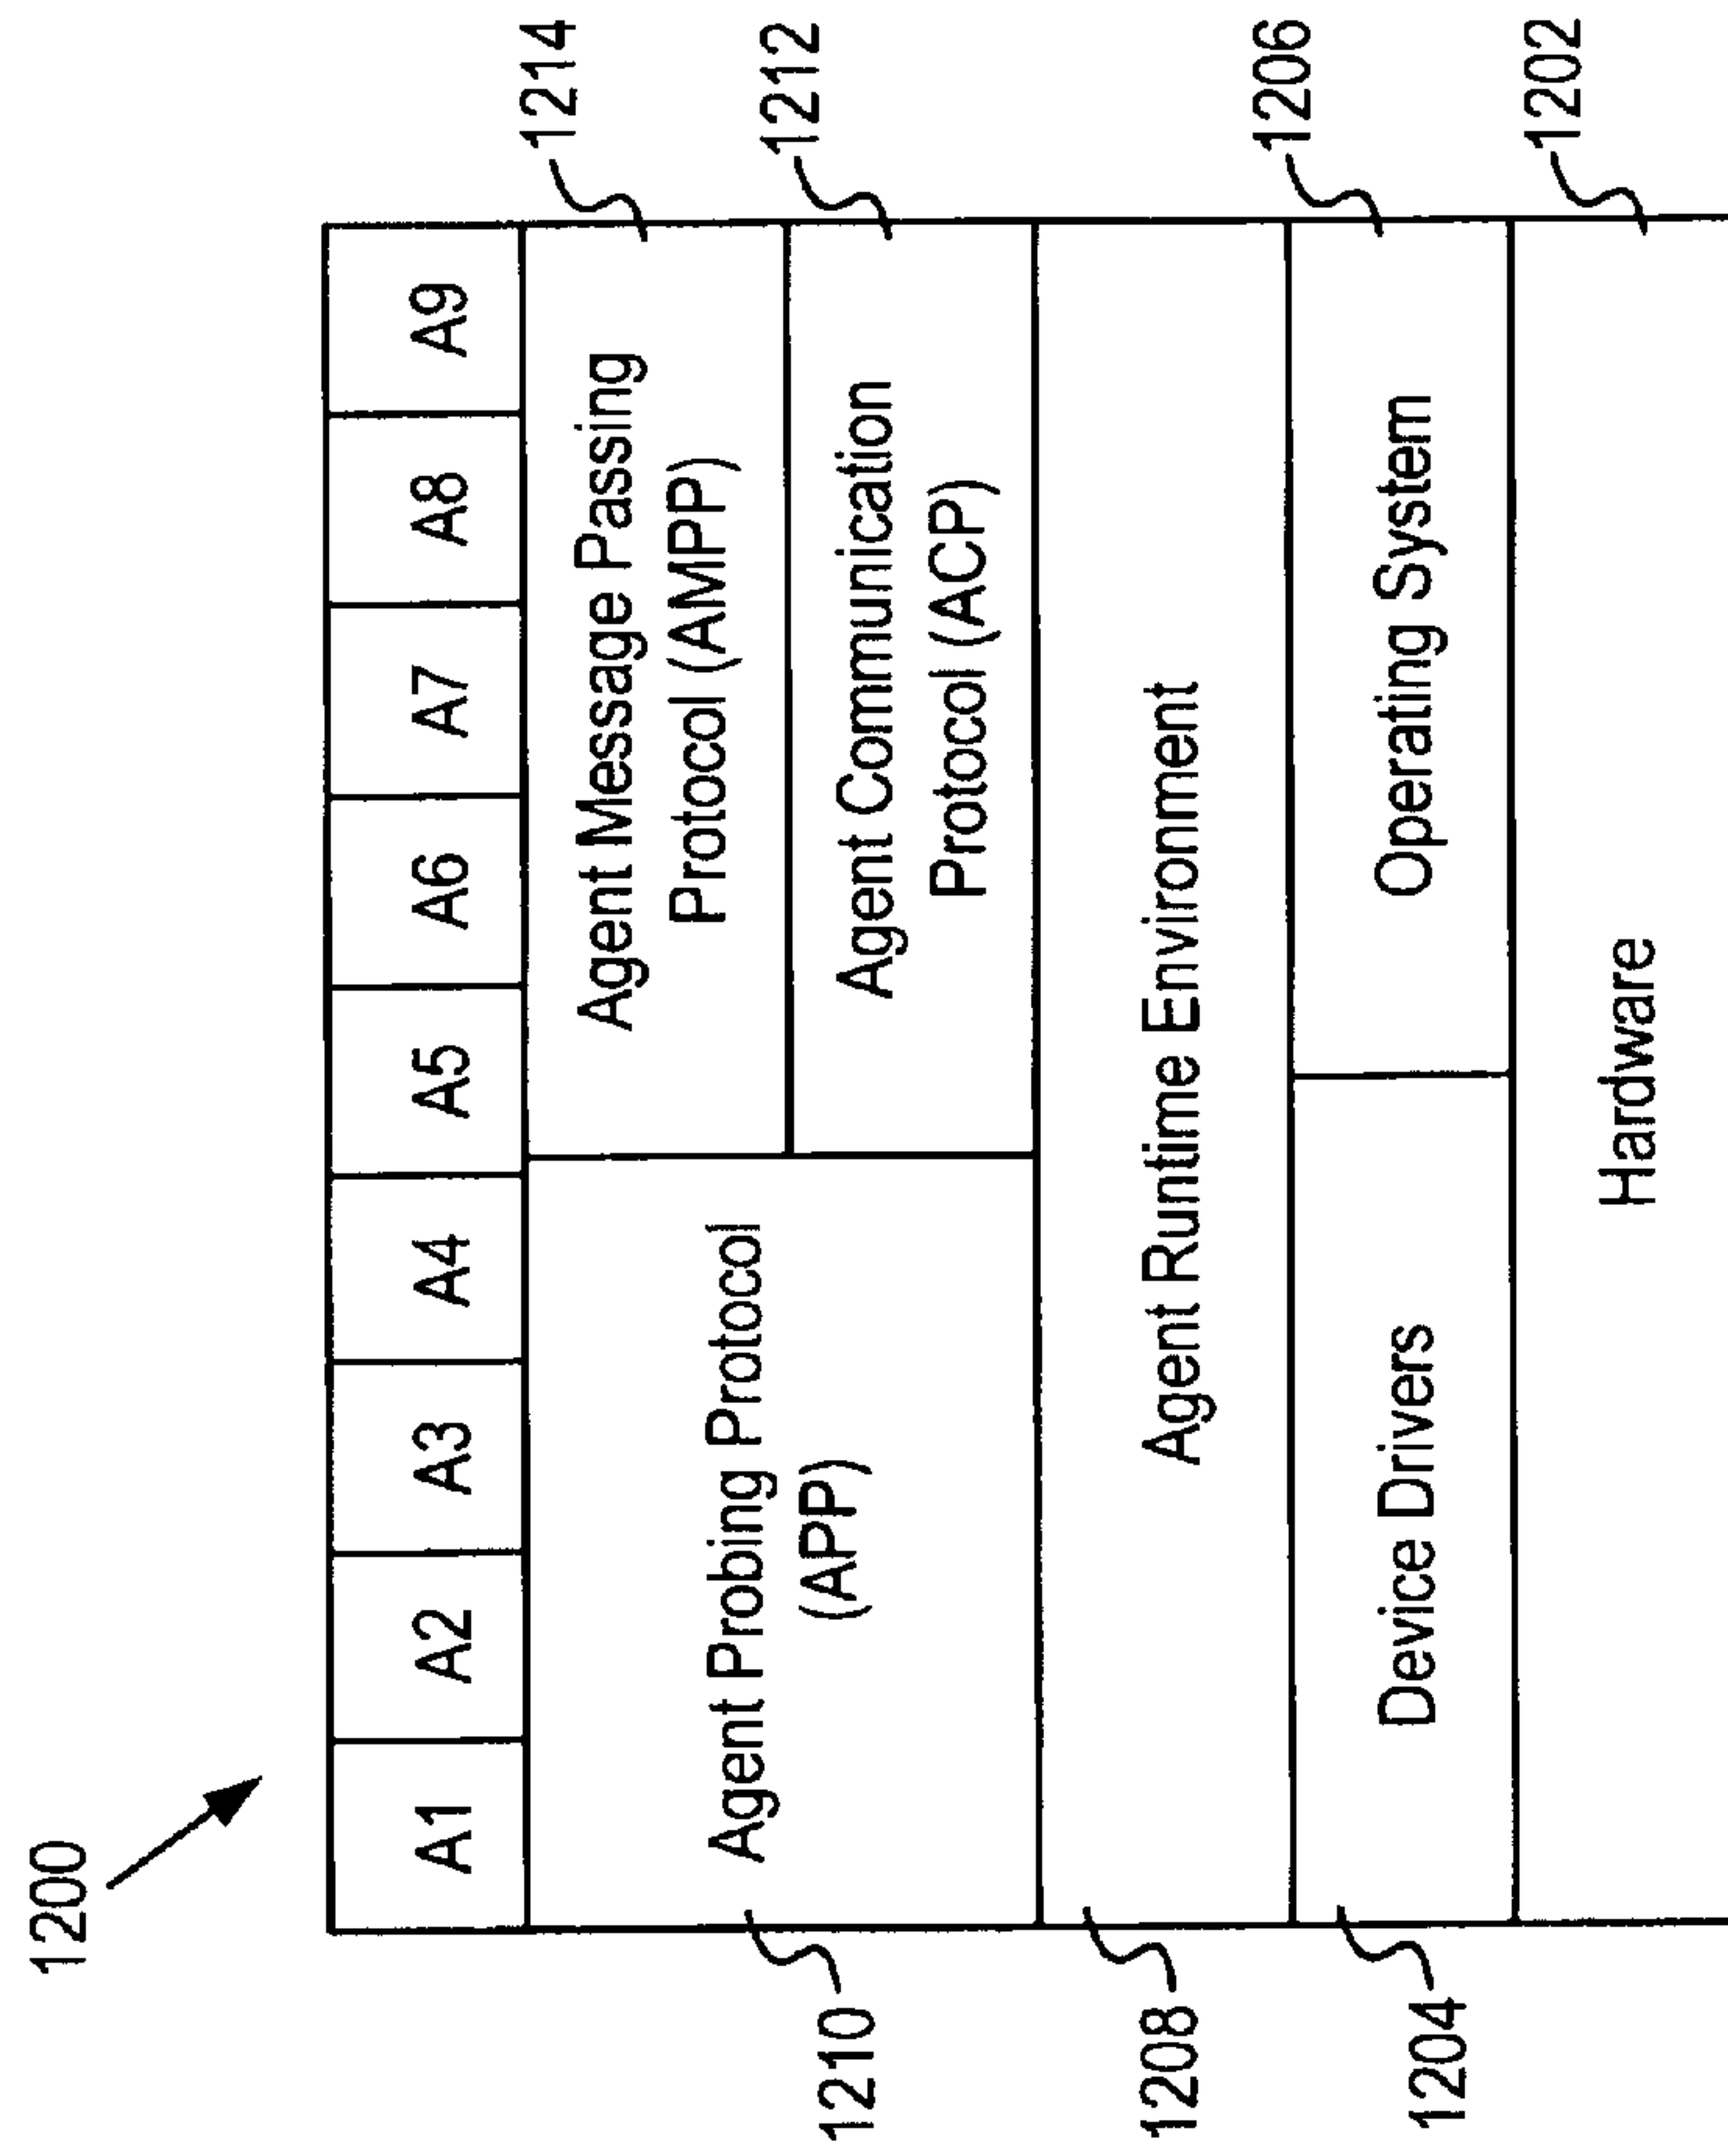 1200
A1 A2 A3 A4 A5 A6 A7 A8 A9
1214
Agent Message Passing
Protocol (AMPP)
1210
Agent Probing Protocol
(APP)
1212
Agent Communication
Protocol (ACP)
1208
Agent Runtime Environment
1204
Device Drivers
Operating System
1206
Hardware
1202